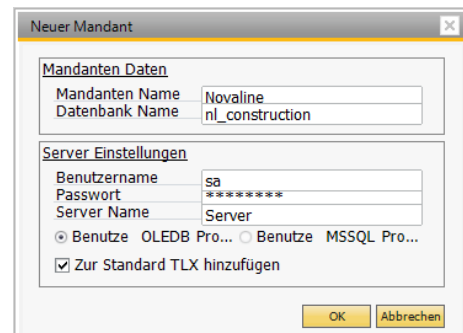 Neuer Mandant
Mandanten Daten
Mandanten Name Novaline
Datenbank Name nl_construction
Server Einstellungen
Benutzername sa
Passwort ********
Server Name Server
Benutze OLEDB Pro... Benutze MSSQL Pro...
Zur Standard TLX hinzufügen
OK Abbrechen